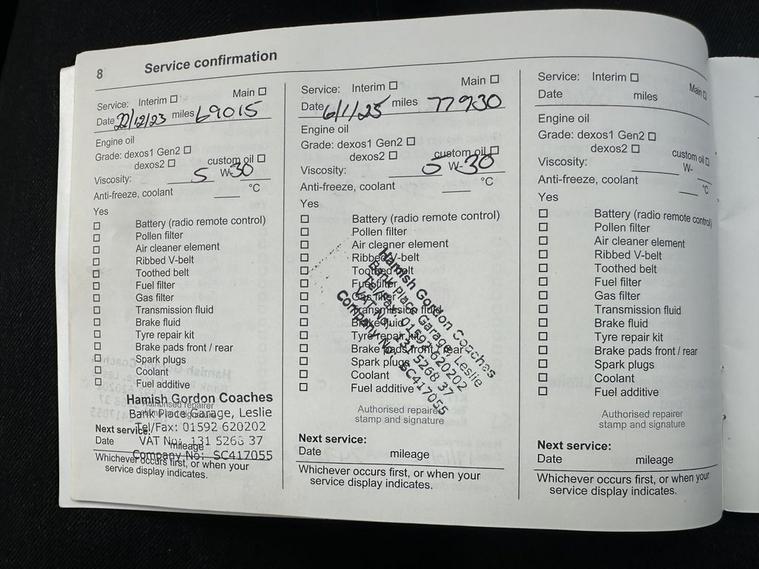 8 Service confirmation
Service: Interim ☐ Main ☐
Date 22/12/23 miles 69015
Engine oil
Grade: dexos1 Gen2 ☐
dexos2 ☐ custom oil ☐
Viscosity: 5 W-30
Anti-freeze, coolant °C
Yes
☐ Battery (radio remote control)
☐ Pollen filter
☐ Air cleaner element
☐ Ribbed V-belt
☐ Toothed belt
☐ Fuel filter
☐ Gas filter
☐ Transmission fluid
☐ Brake fluid
☐ Tyre repair kit
☐ Brake pads front / rear
☐ Spark plugs
☐ Coolant
☐ Fuel additive
Hamish Gordon Coaches
Authorised repairer
Bank Place Garage, Leslie
Tel/Fax: 01592 620202
Next service:
Date mileage
VAT No: 131 5268 37
Company No: SC417055
Whichever occurs first, or when your
service display indicates.
Service: Interim ☐ Main ☐
Date 6/1/25 miles 77930
Engine oil
Grade: dexos1 Gen2 ☐
dexos2 ☐ custom oil ☐
Viscosity: 5 W-30
Anti-freeze, coolant °C
Yes
☐ Battery (radio remote control)
☐ Pollen filter
☐ Air cleaner element
☐ Ribbed V-belt
☐ Toothed belt
☐ Fuel filter
☐ Gas filter
☐ Transmission fluid
☐ Brake fluid
☐ Tyre repair kit
☐ Brake pads front / rear
☐ Spark plugs
☐ Coolant
☐ Fuel additive
Hamish Gordon Coaches
Bank Place Garage, Leslie
Tel/Fax: 01592 620202
VAT No: 131 5268 37
Company No: SC417055
Authorised repairer
stamp and signature
Next service:
Date mileage
Whichever occurs first, or when your
service display indicates.
Service: Interim ☐ Main ☐
Date miles
Engine oil
Grade: dexos1 Gen2 ☐
dexos2 ☐ custom oil ☐
Viscosity: W-
Anti-freeze, coolant °C
Yes
☐ Battery (radio remote control)
☐ Pollen filter
☐ Air cleaner element
☐ Ribbed V-belt
☐ Toothed belt
☐ Fuel filter
☐ Gas filter
☐ Transmission fluid
☐ Brake fluid
☐ Tyre repair kit
☐ Brake pads front / rear
☐ Spark plugs
☐ Coolant
☐ Fuel additive
Authorised repairer
stamp and signature
Next service:
Date mileage
Whichever occurs first, or when your
service display indicates.